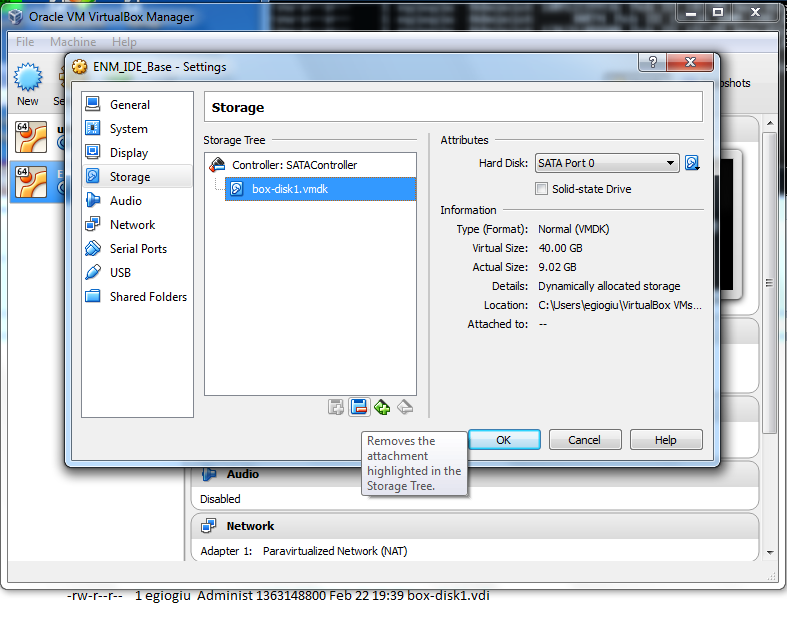 Oracle VM VirtualBox Manager
File Machine Help
ENM_IDE_Base - Settings
New
Se
pshots
64
u
64
E
General
System
Display
Storage
Audio
Network
Serial Ports
USB
Shared Folders
Storage
Storage Tree
Controller: SATAController
box-disk1.vmdk
Attributes
Hard Disk: SATA Port 0
Solid-state Drive
Information
Type (Format): Normal (VMDK)
Virtual Size: 40.00 GB
Actual Size: 9.02 GB
Details: Dynamically allocated storage
Location: C:\Users\egiogiu\VirtualBox VMs...
Attached to: --
Removes the
attachment
highlighted in the
Storage Tree.
OK Cancel Help
Audio
Disabled
Network
Adapter 1: Paravirtualized Network (NAT)
-rw-r--r-- 1 egiogiu Administ 1363148800 Feb 22 19:39 box-disk1.vdi